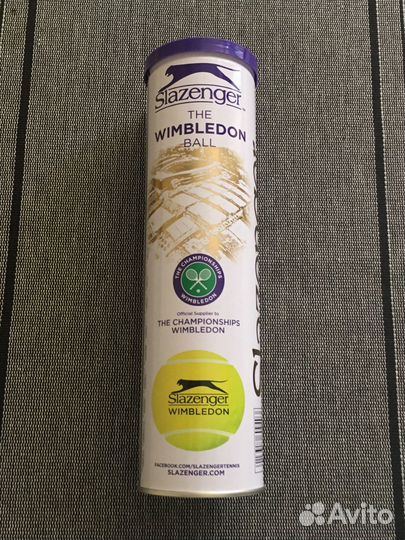 Slazenger
THE
WIMBLEDON
BALL
THE CHAMPIONSHIPS
WIMBLEDON
Official Supplier to
THE CHAMPIONSHIPS
WIMBLEDON
Slazenger
WIMBLEDON
FACEBOOK.COM/SLAZENGERTENNIS
SLAZENGER.COM
Slazenger
Avito